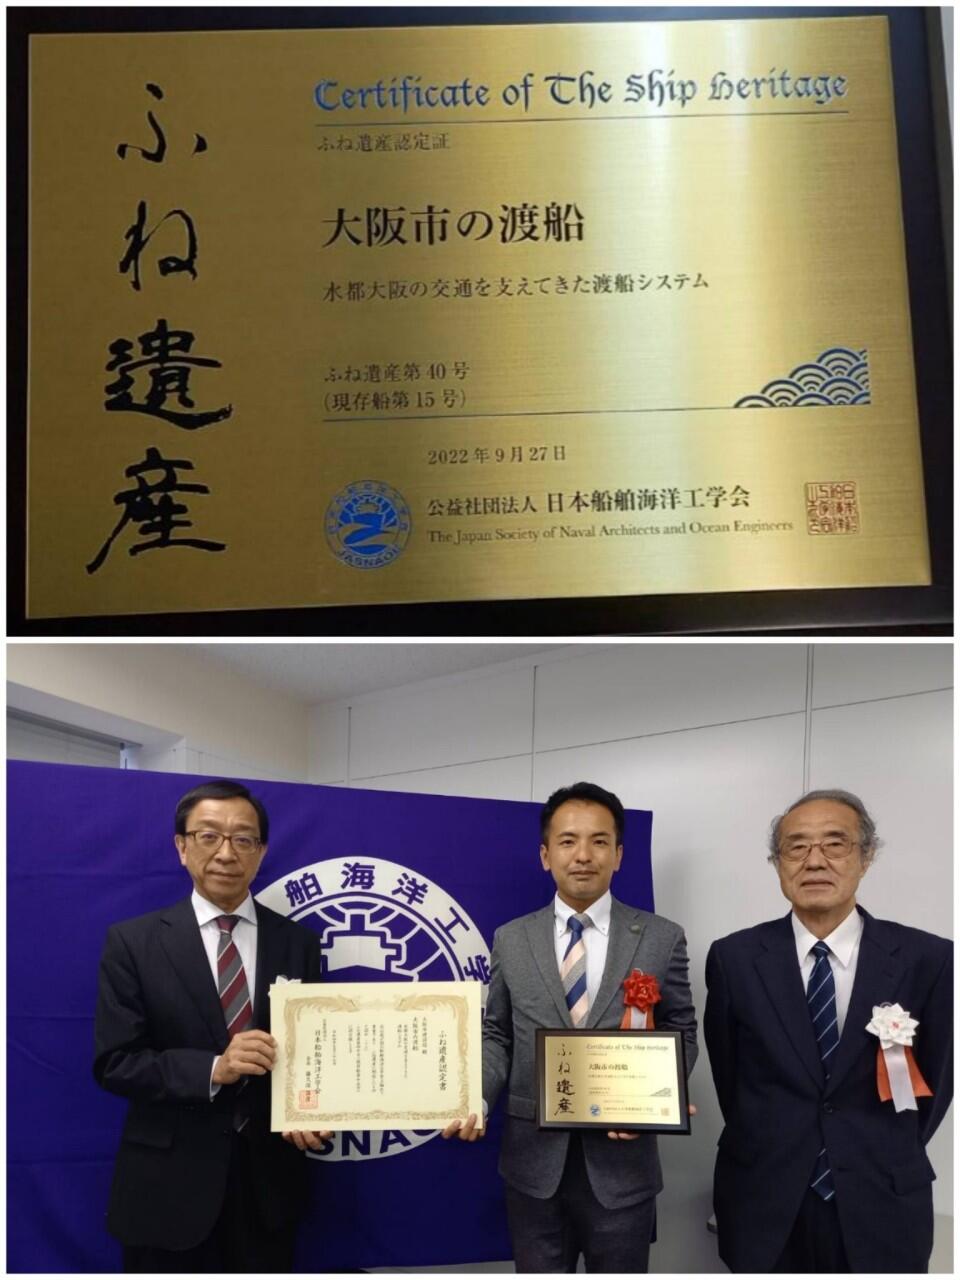 ふね遺産
Certificate of The Ship Heritage
ふね遺産認定証
大阪市の渡船
水都大阪の交通を支えてきた渡船システム
ふね遺産第40号
(現存船第15号)
2022年9月27日
公益社団法人 日本船舶海洋工学会
The Japan Society of Naval Architects and Ocean Engineers
JASNAOE
舶海洋工学
ふね遺産認定書
日本船舶海洋工学会
ふね遺産
Certificate of The Ship Heritage
大阪市の渡船
SNAO